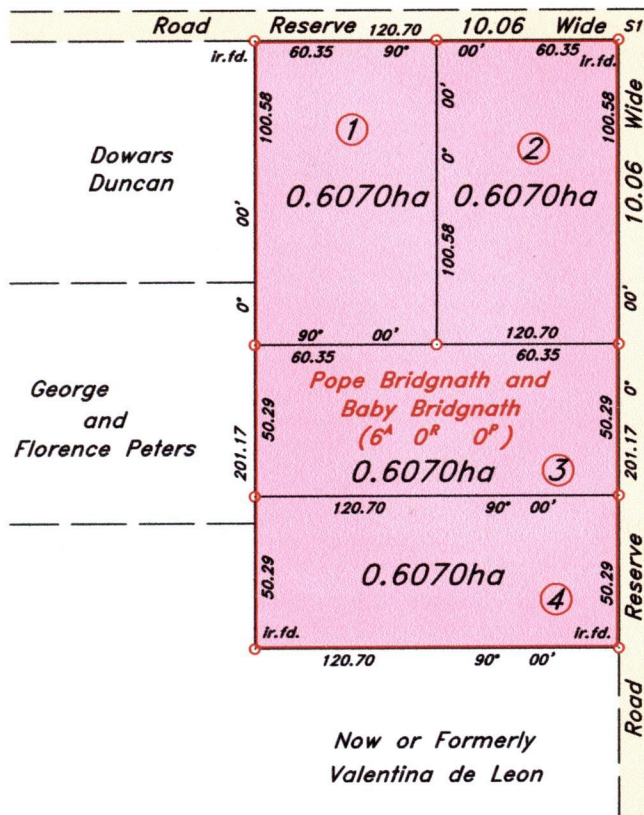 Road Reserve 120.70 10.06 Wide S1
ir.fd. 60.35 90° 00' 60.35 ir.fd.
100.58 00' 100.58 Wide
① ②
Dowars
Duncan
0° 10.06
0.6070ha 0.6070ha
00' 100.58
0° 00'
90° 00' 120.70
60.35 60.35
George
and
Florence Peters
Pope Bridgnath and
Baby Bridgnath
(6ᴬ 0ᴿ 0ᴾ)
50.29 50.29 0°
201.17 201.17
0.6070ha ③
120.70 90° 00'
0.6070ha ④
50.29 50.29 Reserve
ir.fd. ir.fd.
120.70 90° 00'
Road
Now or Formerly
Valentina de Leon